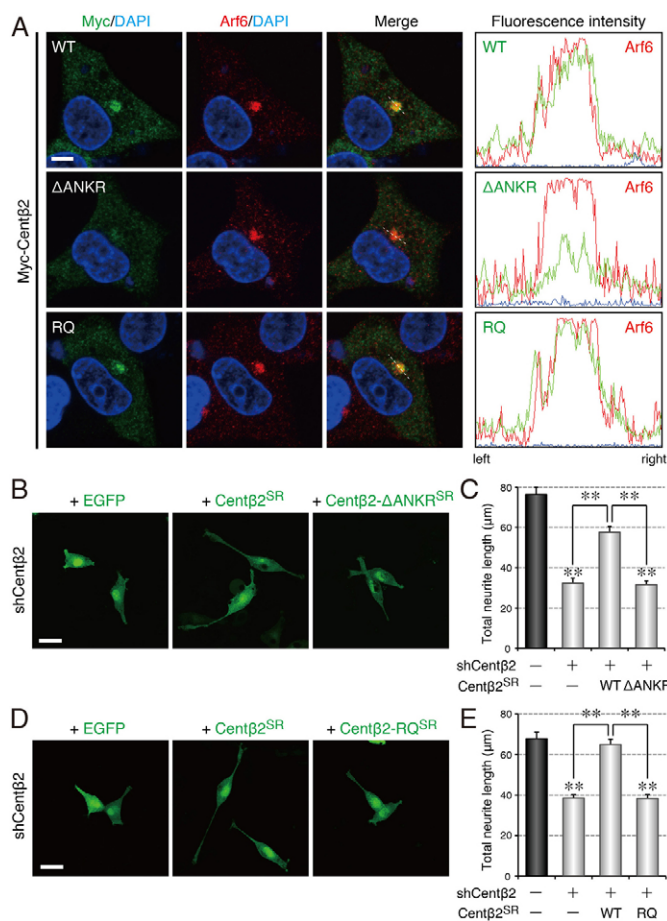 A
Myc/DAPI Arf6/DAPI Merge Fluorescence intensity
Myc-Centβ2
WT
WT Arf6
ΔANKR
ΔANKR Arf6
RQ
RQ Arf6
left right
B
shCentβ2
+ EGFP + Centβ2SR + Centβ2-ΔANKRSR
C
Total neurite length (μm)
80
60
40
20
0
** **
** **
shCentβ2 – + + +
Centβ2SR – – WT ΔANKR
D
shCentβ2
+ EGFP + Centβ2SR + Centβ2-RQSR
E
Total neurite length (μm)
80
60
40
20
0
** **
** **
shCentβ2 – + + +
Centβ2SR – – WT RQ